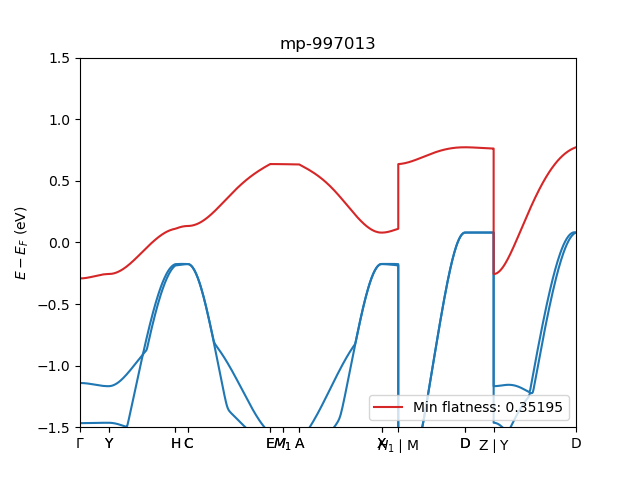 mp-997013
1.5
1.0
0.5
0.0
−0.5
−1.0
−1.5
E − E_F (eV)
Min flatness: 0.35195
Γ Y H C E M₁ A X H₁ | M D Z | Y D